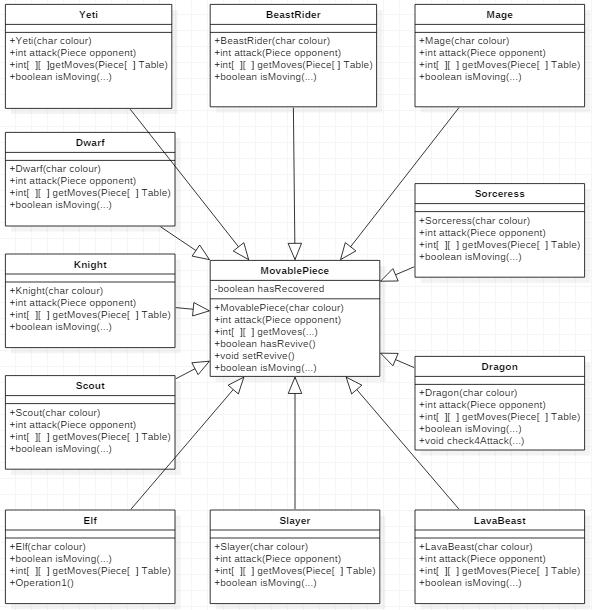 Yeti
+Yeti(char colour)
+int attack(Piece opponent)
+int[ ][ ]getMoves(Piece[ ] Table)
+boolean isMoving(...)
BeastRider
+BeastRider(char colour)
+int attack(Piece opponent)
+int[ ][ ] getMoves(Piece[ ] Table)
+boolean isMoving(...)
Mage
+Mage(char colour)
+int attack(Piece opponent)
+int[ ][ ] getMoves(Piece[ ] Table)
+boolean isMoving(...)
Dwarf
+Dwarf(char colour)
+int attack(Piece opponent)
+int[ ][ ] getMoves(Piece[ ] Table)
+boolean isMoving(...)
Sorceress
+Sorceress(char colour)
+int attack(Piece opponent)
+int[ ][ ] getMoves(Piece[ ] Table)
+boolean isMoving(...)
Knight
+Knight(char colour)
+int attack(Piece opponent)
+int[ ][ ] getMoves(Piece[ ] Table)
+boolean isMoving(...)
MovablePiece
-boolean hasRecovered
+MovablePiece(char colour)
+int attack(Piece opponent)
+int[ ][ ] getMoves(...)
+boolean hasRevive()
+void setRevive()
+boolean isMoving(...)
Scout
+Scout(char colour)
+int attack(Piece opponent)
+int[ ][ ] getMoves(Piece[ ] Table)
+boolean isMoving(...)
Dragon
+Dragon(char colour)
+int attack(Piece opponent)
+int[ ][ ] getMoves(Piece[ ] Table)
+boolean isMoving(...)
+void check4Attack(...)
Elf
+Elf(char colour)
+boolean isMoving(...)
+int[ ][ ] getMoves(Piece[ ] Table)
+Operation1()
Slayer
+Slayer(char colour)
+int attack(Piece opponent)
+int[ ][ ] getMoves(Piece[ ] Table)
+boolean isMoving(...)
LavaBeast
+LavaBeast(char colour)
+int attack(Piece opponent)
+int[ ][ ] getMoves(Piece[ ] Table)
+boolean isMoving(...)